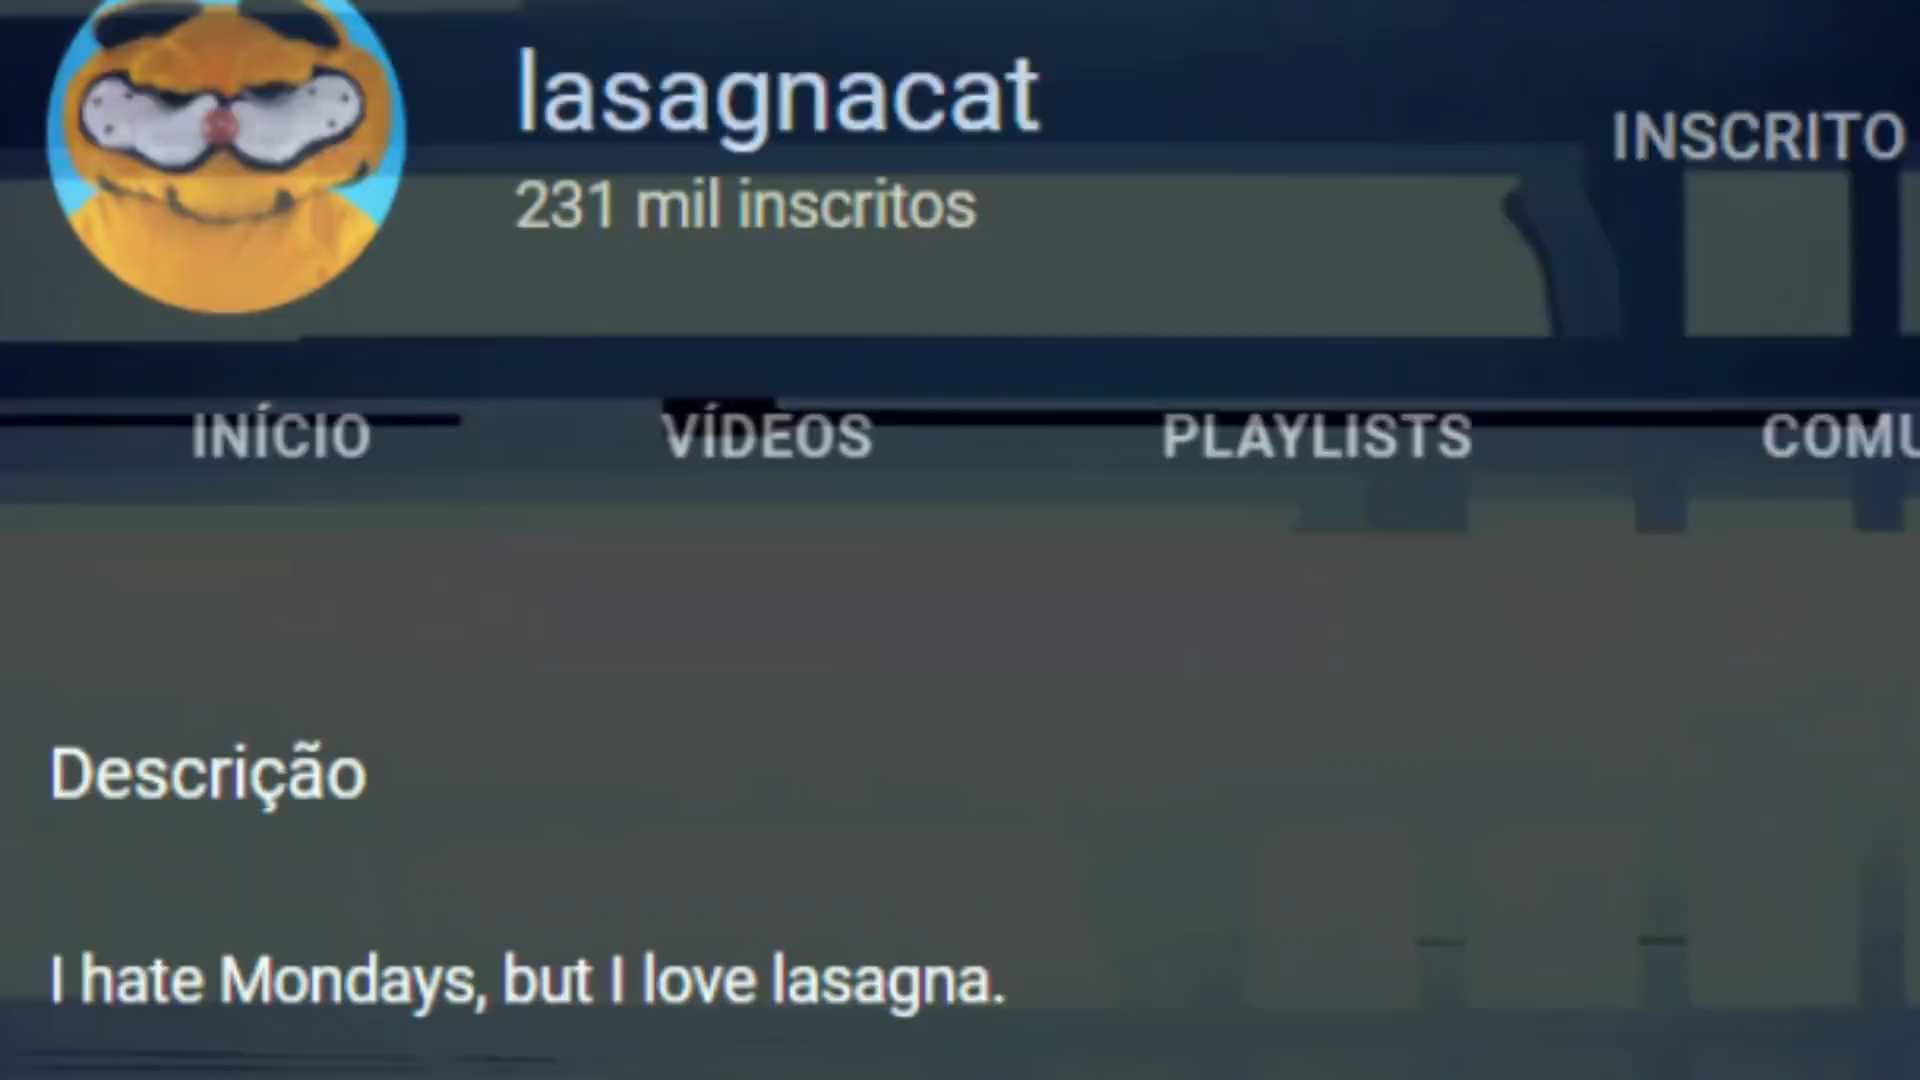 lasagnacat
INSCRITO
231 mil inscritos
INÍCIO VÍDEOS PLAYLISTS COMU
Descrição
I hate Mondays, but I love lasagna.